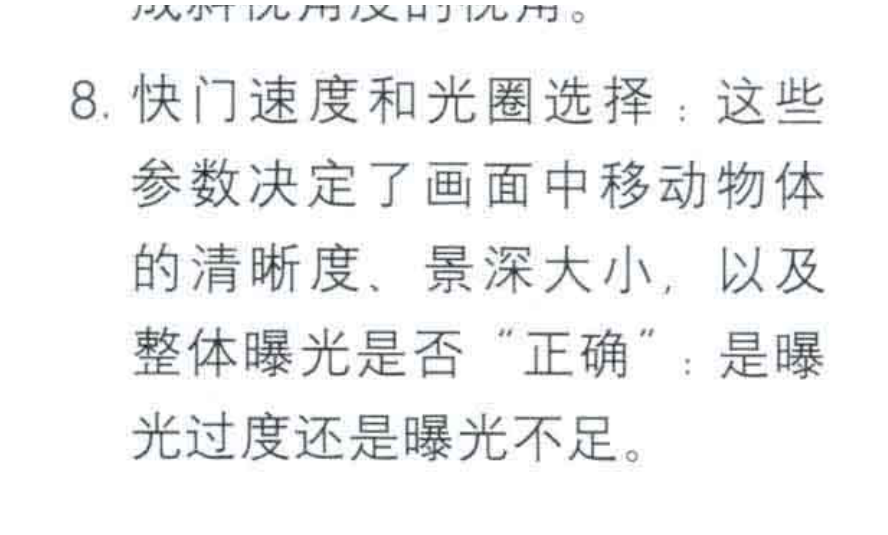 8. 快门速度和光圈选择：这些
参数决定了画面中移动物体
的清晰度、景深大小，以及
整体曝光是否“正确”：是曝
光过度还是曝光不足。